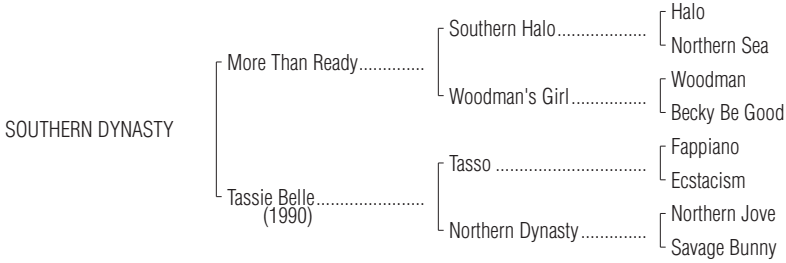 Halo
Southern Halo...................
Northern Sea
More Than Ready..............
Woodman
Woodman's Girl................
Becky Be Good
SOUTHERN DYNASTY
Fappiano
Tasso ...............................
Ecstacism
Tassie Belle.......................
(1990)
Northern Jove
Northern Dynasty..............
Savage Bunny